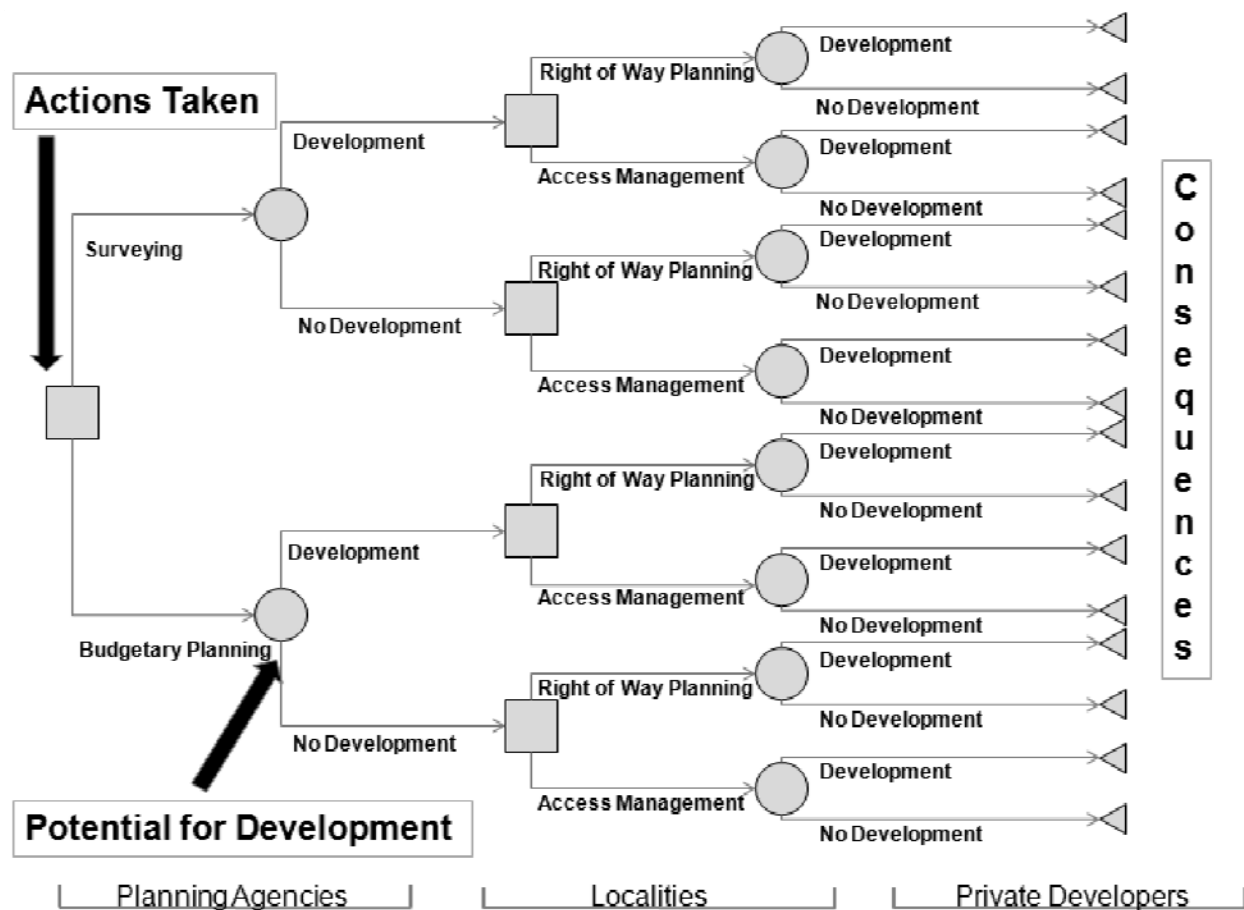 Development
Right of Way Planning
No Development
Actions Taken
Development
Development
Access Management
No Development
Surveying
Development
Right of Way Planning
No Development
No Development
Development
Access Management
No Development
Development
Right of Way Planning
No Development
Development
Development
Access Management
No Development
Budgetary Planning
Development
Right of Way Planning
No Development
No Development
Development
Access Management
No Development
Potential for Development
Consequences
Planning Agencies
Localities
Private Developers